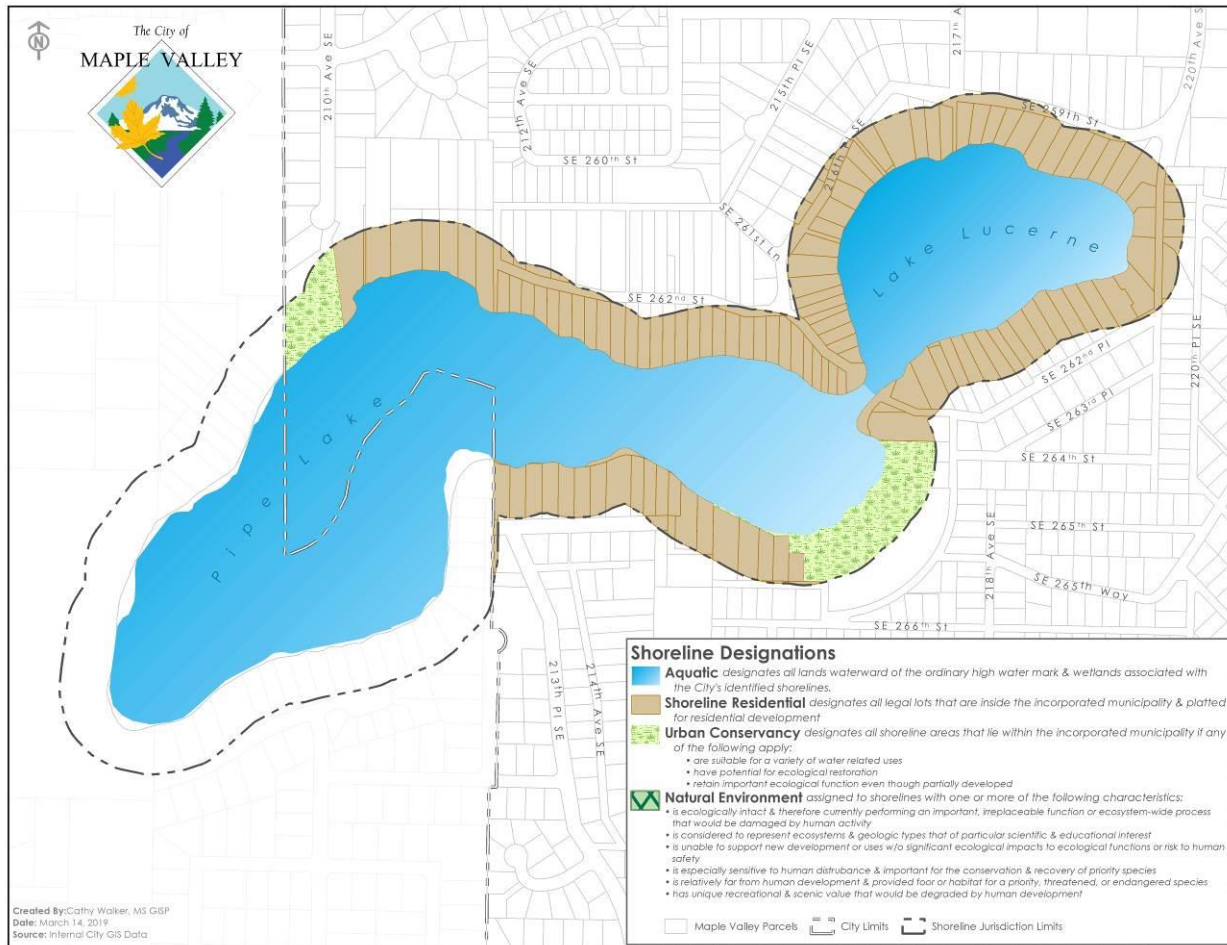 N
The City of
MAPLE VALLEY
210th Ave SE
212th Ave SE
SE 260th St
215th Pl SE
216th Pl SE
SE 261st Ln
217th A
220th Ave S
SE 259th St
Lake Lucerne
SE 262nd St
SE 262nd Pl
SE 263rd Pl
220th Pl SE
SE 264th St
Pipe Lake
SE 265th St
218th Ave SE
SE 265th Way
SE 266th St
213th Pl SE
214th Ave SE
Shoreline Designations
Aquatic designates all lands waterward of the ordinary high water mark & wetlands associated with
the City's identified shorelines.
Shoreline Residential designates all legal lots that are inside the incorporated municipality & platted
for residential development
Urban Conservancy designates all shoreline areas that lie within the incorporated municipality if any
of the following apply:
• are suitable for a variety of water related uses
• have potential for ecological restoration
• retain important ecological function even though partially developed
Natural Environment assigned to shorelines with one or more of the following characteristics:
• is ecologically intact & therefore currently performing an important, irreplaceable function or ecosystem-wide process
that would be damaged by human activity
• is considered to represent ecosystems & geologic types that of particular scientific & educational interest
• is unable to support new development or uses w/o significant ecological impacts to ecological functions or risk to human
safety
• is especially sensitive to human distrubance & important for the conservation & recovery of priority species
• is relatively far from human development & provided foor or habitat for a priority, threatened, or endangered species
• has unique recreational & scenic value that would be degraded by human development
Maple Valley Parcels City Limits Shoreline Jurisdiction Limits
Created By:Cathy Walker, MS GISP
Date: March 14, 2019
Source: Internal City GIS Data